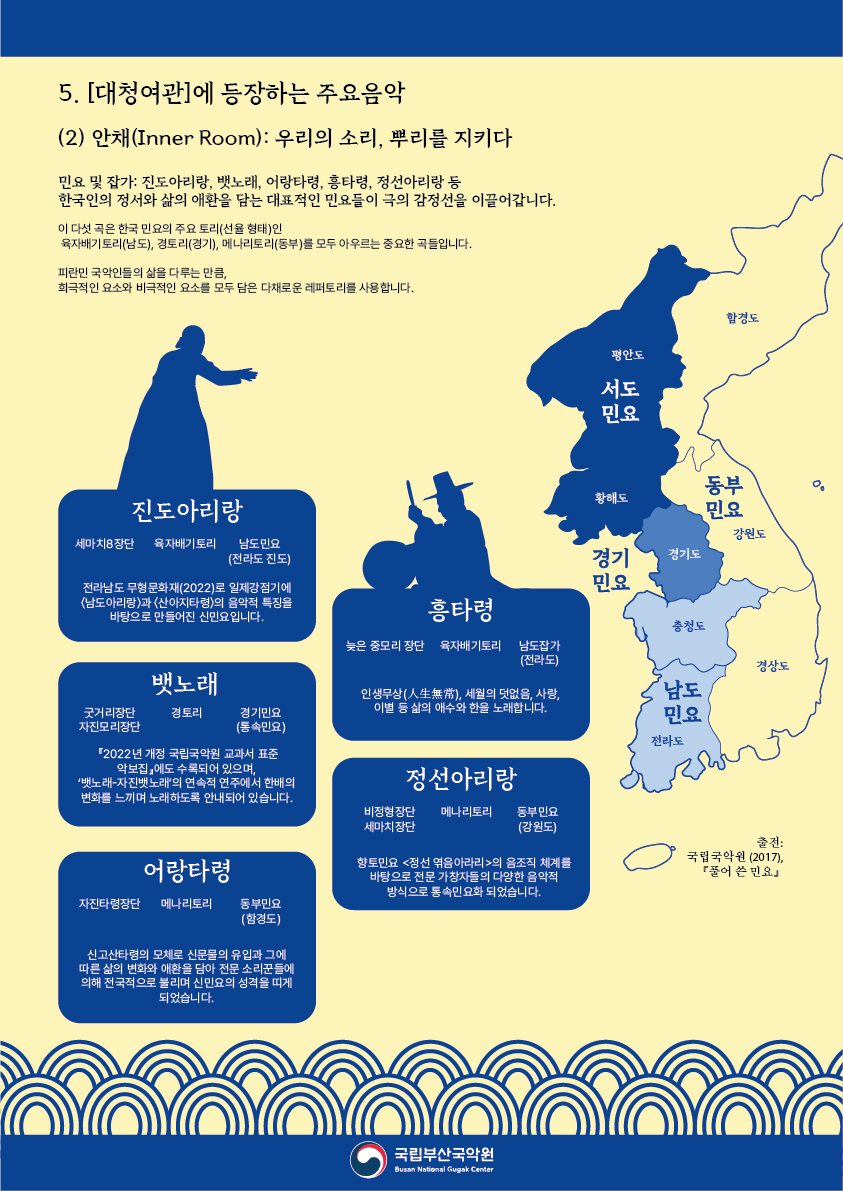 5. [대청여관]에 등장하는 주요음악
(2) 안채(Inner Room): 우리의 소리, 뿌리를 지키다
민요 및 잡가: 진도아리랑, 뱃노래, 어랑타령, 흥타령, 정선아리랑 등
한국인의 정서와 삶의 애환을 담는 대표적인 민요들이 극의 감정선을 이끌어갑니다.
이 다섯 곡은 한국 민요의 주요 토리(선율 형태)인
육자배기토리(남도), 경토리(경기), 메나리토리(동부)를 모두 아우르는 중요한 곡들입니다.
피란민 국악인들의 삶을 다루는 만큼,
희극적인 요소와 비극적인 요소를 모두 담은 다채로운 레퍼토리를 사용합니다.
진도아리랑
세마치8장단 육자배기토리 남도민요
(전라도 진도)
전라남도 무형문화재(2022)로 일제강점기에
〈남도아리랑〉과 〈산아지타령〉의 음악적 특징을
바탕으로 만들어진 신민요입니다.
뱃노래
굿거리장단 경토리 경기민요
자진모리장단 (통속민요)
『2022년 개정 국립국악원 교과서 표준
악보집』에도 수록되어 있으며,
‘뱃노래-자진뱃노래’의 연속적 연주에서 한배의
변화를 느끼며 노래하도록 안내되어 있습니다.
어랑타령
자진타령장단 메나리토리 동부민요
(함경도)
신고산타령의 모체로 신문물의 유입과 그에
따른 삶의 변화와 애환을 담아 전문 소리꾼들에
의해 전국적으로 불리며 신민요의 성격을 띠게
되었습니다.
흥타령
늦은 중모리 장단 육자배기토리 남도잡가
(전라도)
인생무상(人生無常), 세월의 덧없음, 사랑,
이별 등 삶의 애수와 한을 노래합니다.
정선아리랑
비정형장단 메나리토리 동부민요
세마치장단 (강원도)
향토민요 <정선 엮음아라리>의 음조직 체계를
바탕으로 전문 가창자들의 다양한 음악적
방식으로 통속민요화 되었습니다.
함경도
평안도
서도
민요
황해도
동부
민요
강원도
경기도
경기
민요
충청도
경상도
남도
민요
전라도
출전:
국립국악원 (2017),
『풀어 쓴 민요』
국립부산국악원
Busan National Gugak Center